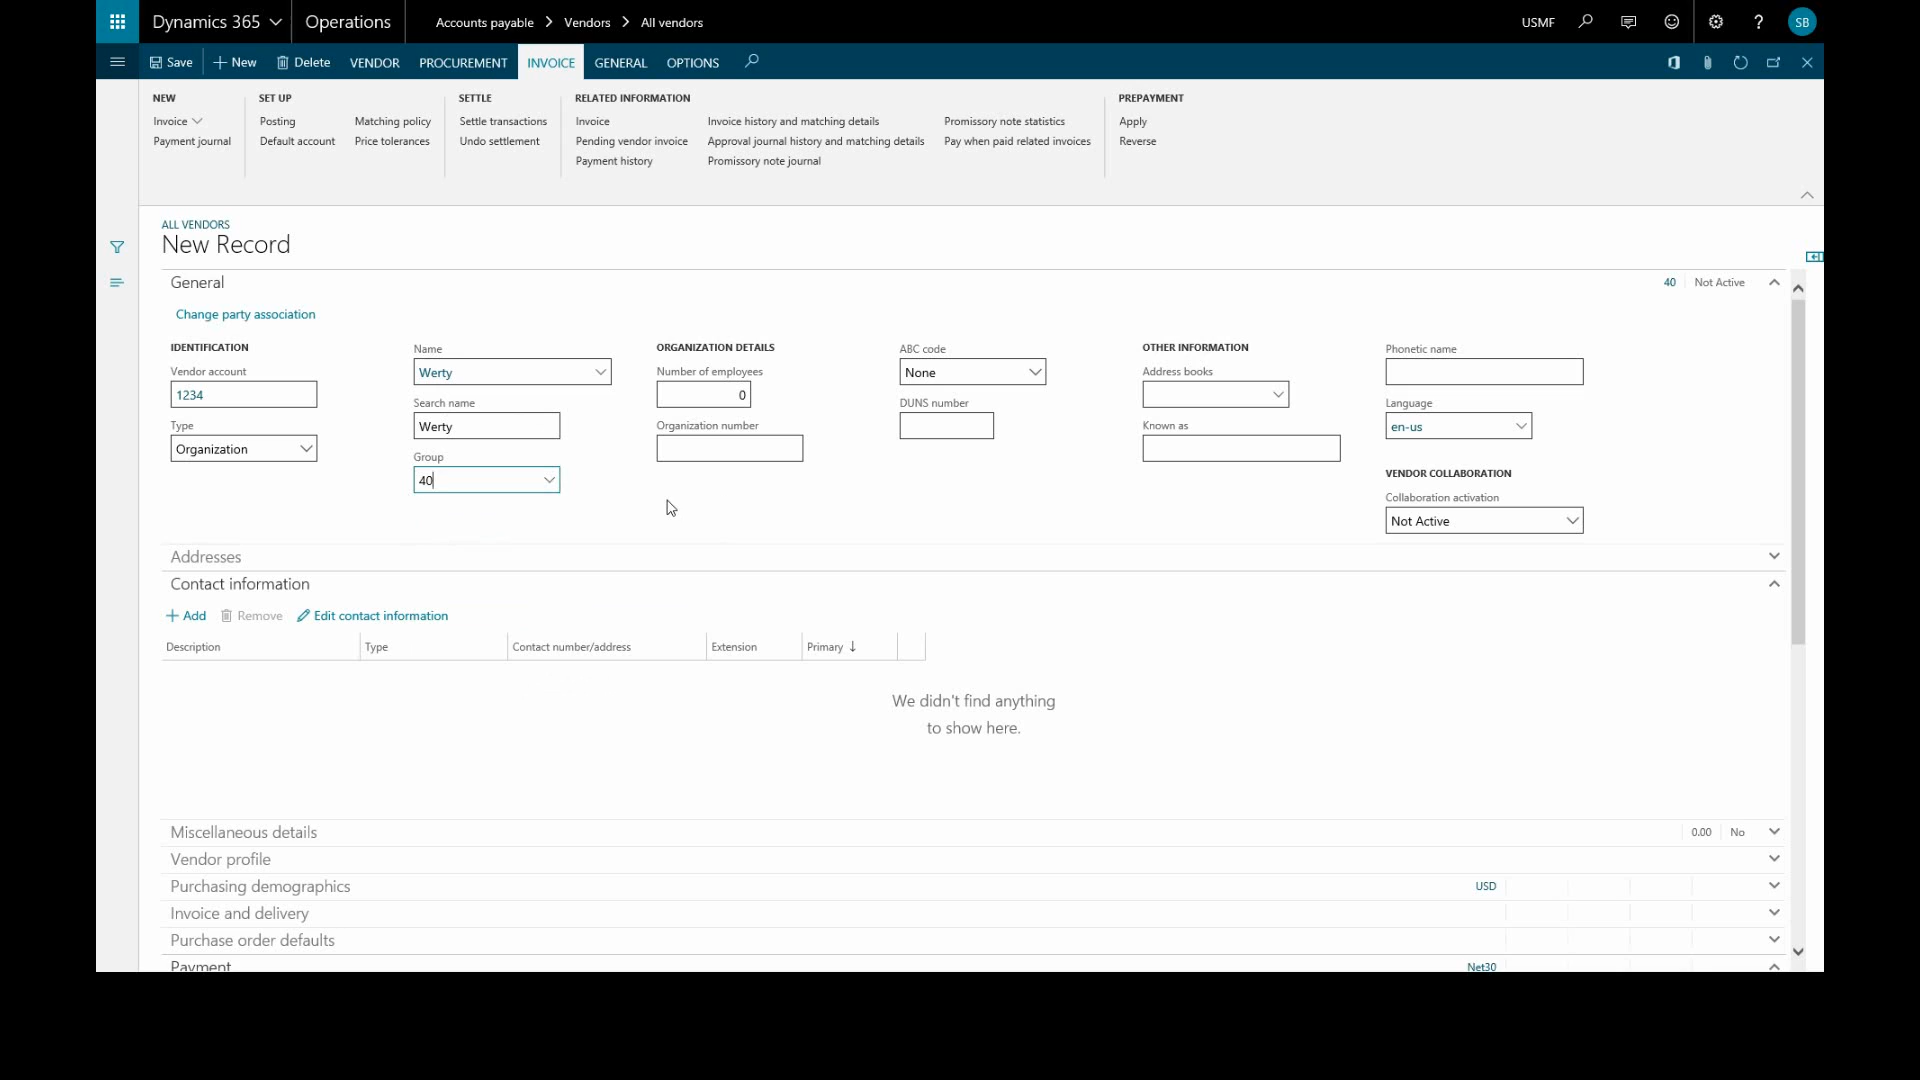 Dynamics 365 Operations Accounts payable Vendors All vendors USMF ? SB
Save New Delete VENDOR PROCUREMENT INVOICE GENERAL OPTIONS
NEW SET UP SETTLE RELATED INFORMATION PREPAYMENT
Invoice Posting Matching policy Settle transactions Invoice Invoice history and matching details Promissory note statistics Apply
Payment journal Default account Price tolerances Undo settlement Pending vendor invoice Approval journal history and matching details Pay when paid related invoices Reverse
Payment history Promissory note journal
ALL VENDORS
New Record
General 40 Not Active
Change party association
IDENTIFICATION Name ORGANIZATION DETAILS ABC code OTHER INFORMATION Phonetic name
Vendor account Werty Number of employees None Address books
1234 Search name 0 DUNS number Language
Type Werty Organization number Known as en-us
Organization Group
40 VENDOR COLLABORATION
Collaboration activation
Not Active
Addresses
Contact information
Add Remove Edit contact information
Description Type Contact number/address Extension Primary
We didn't find anything
to show here.
Miscellaneous details 0.00 No
Vendor profile
Purchasing demographics USD
Invoice and delivery
Purchase order defaults
Payment Net30